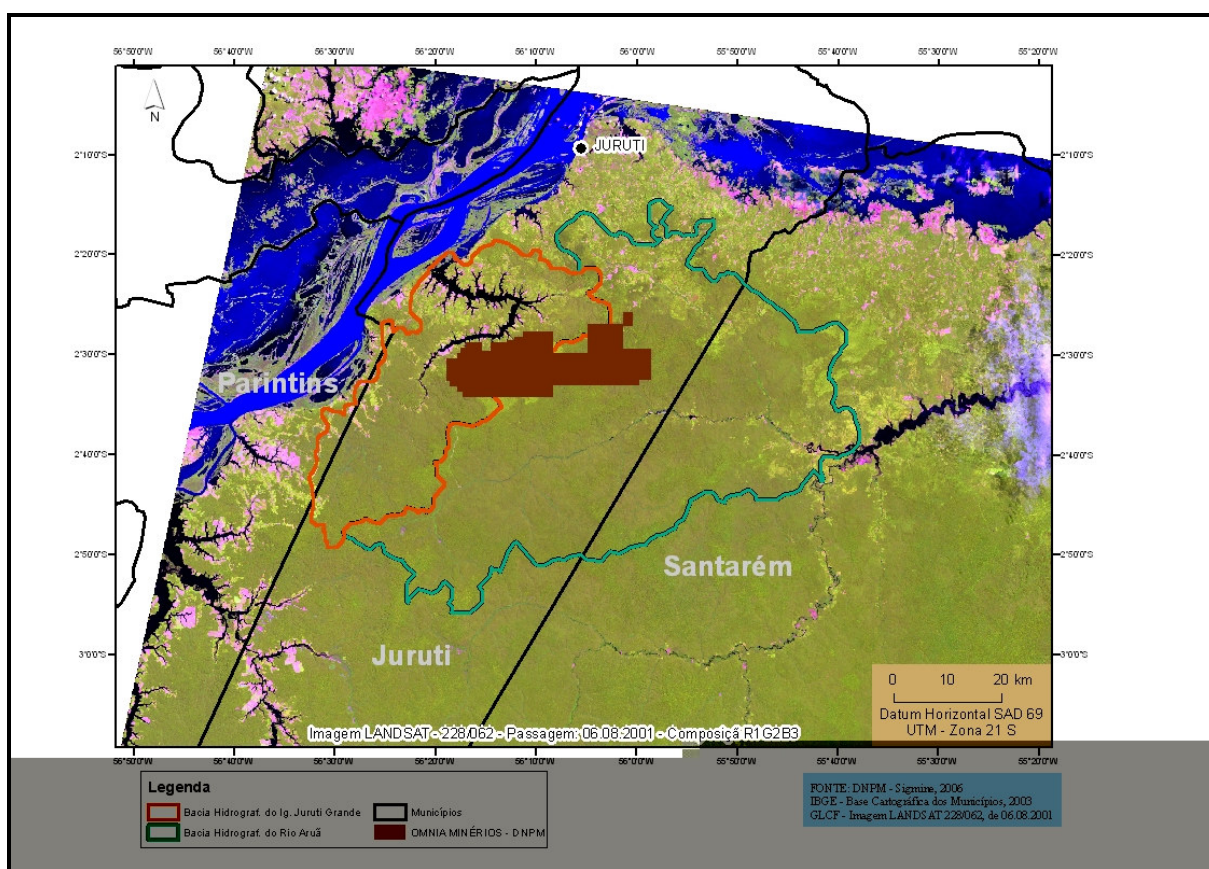 56°50'0"W 56°40'0"W 56°30'0"W 56°20'0"W 56°10'0"W 56°0'0"W 55°50'0"W 55°40'0"W 55°30'0"W 55°20'0"W
N
JURUTI
2°10'0"S 2°10'0"S
2°20'0"S 2°20'0"S
2°30'0"S 2°30'0"S
Parintins
2°40'0"S 2°40'0"S
2°50'0"S 2°50'0"S
Santarém
Juruti
3°0'0"S 3°0'0"S
0 10 20 km
Datum Horizontal SAD 69
UTM - Zona 21 S
Imagem LANDSAT - 228/062 - Passagem: 06.08.2001 - Composiçã R1G2B3
56°50'0"W 56°40'0"W 56°30'0"W 56°20'0"W 56°10'0"W 56°0'0"W 55°50'0"W 55°40'0"W 55°30'0"W 55°20'0"W
Legenda
Bacia Hidrograf. do Ig. Juruti Grande Municípios
Bacia Hidrograf. do Rio Aruã OMNIA MINÉRIOS - DNPM
FONTE: DNPM - Sigmine, 2006
IBGE - Base Cartográfica dos Municípios, 2003
GLCF - Imagem LANDSAT 228/062, de 06.08.2001